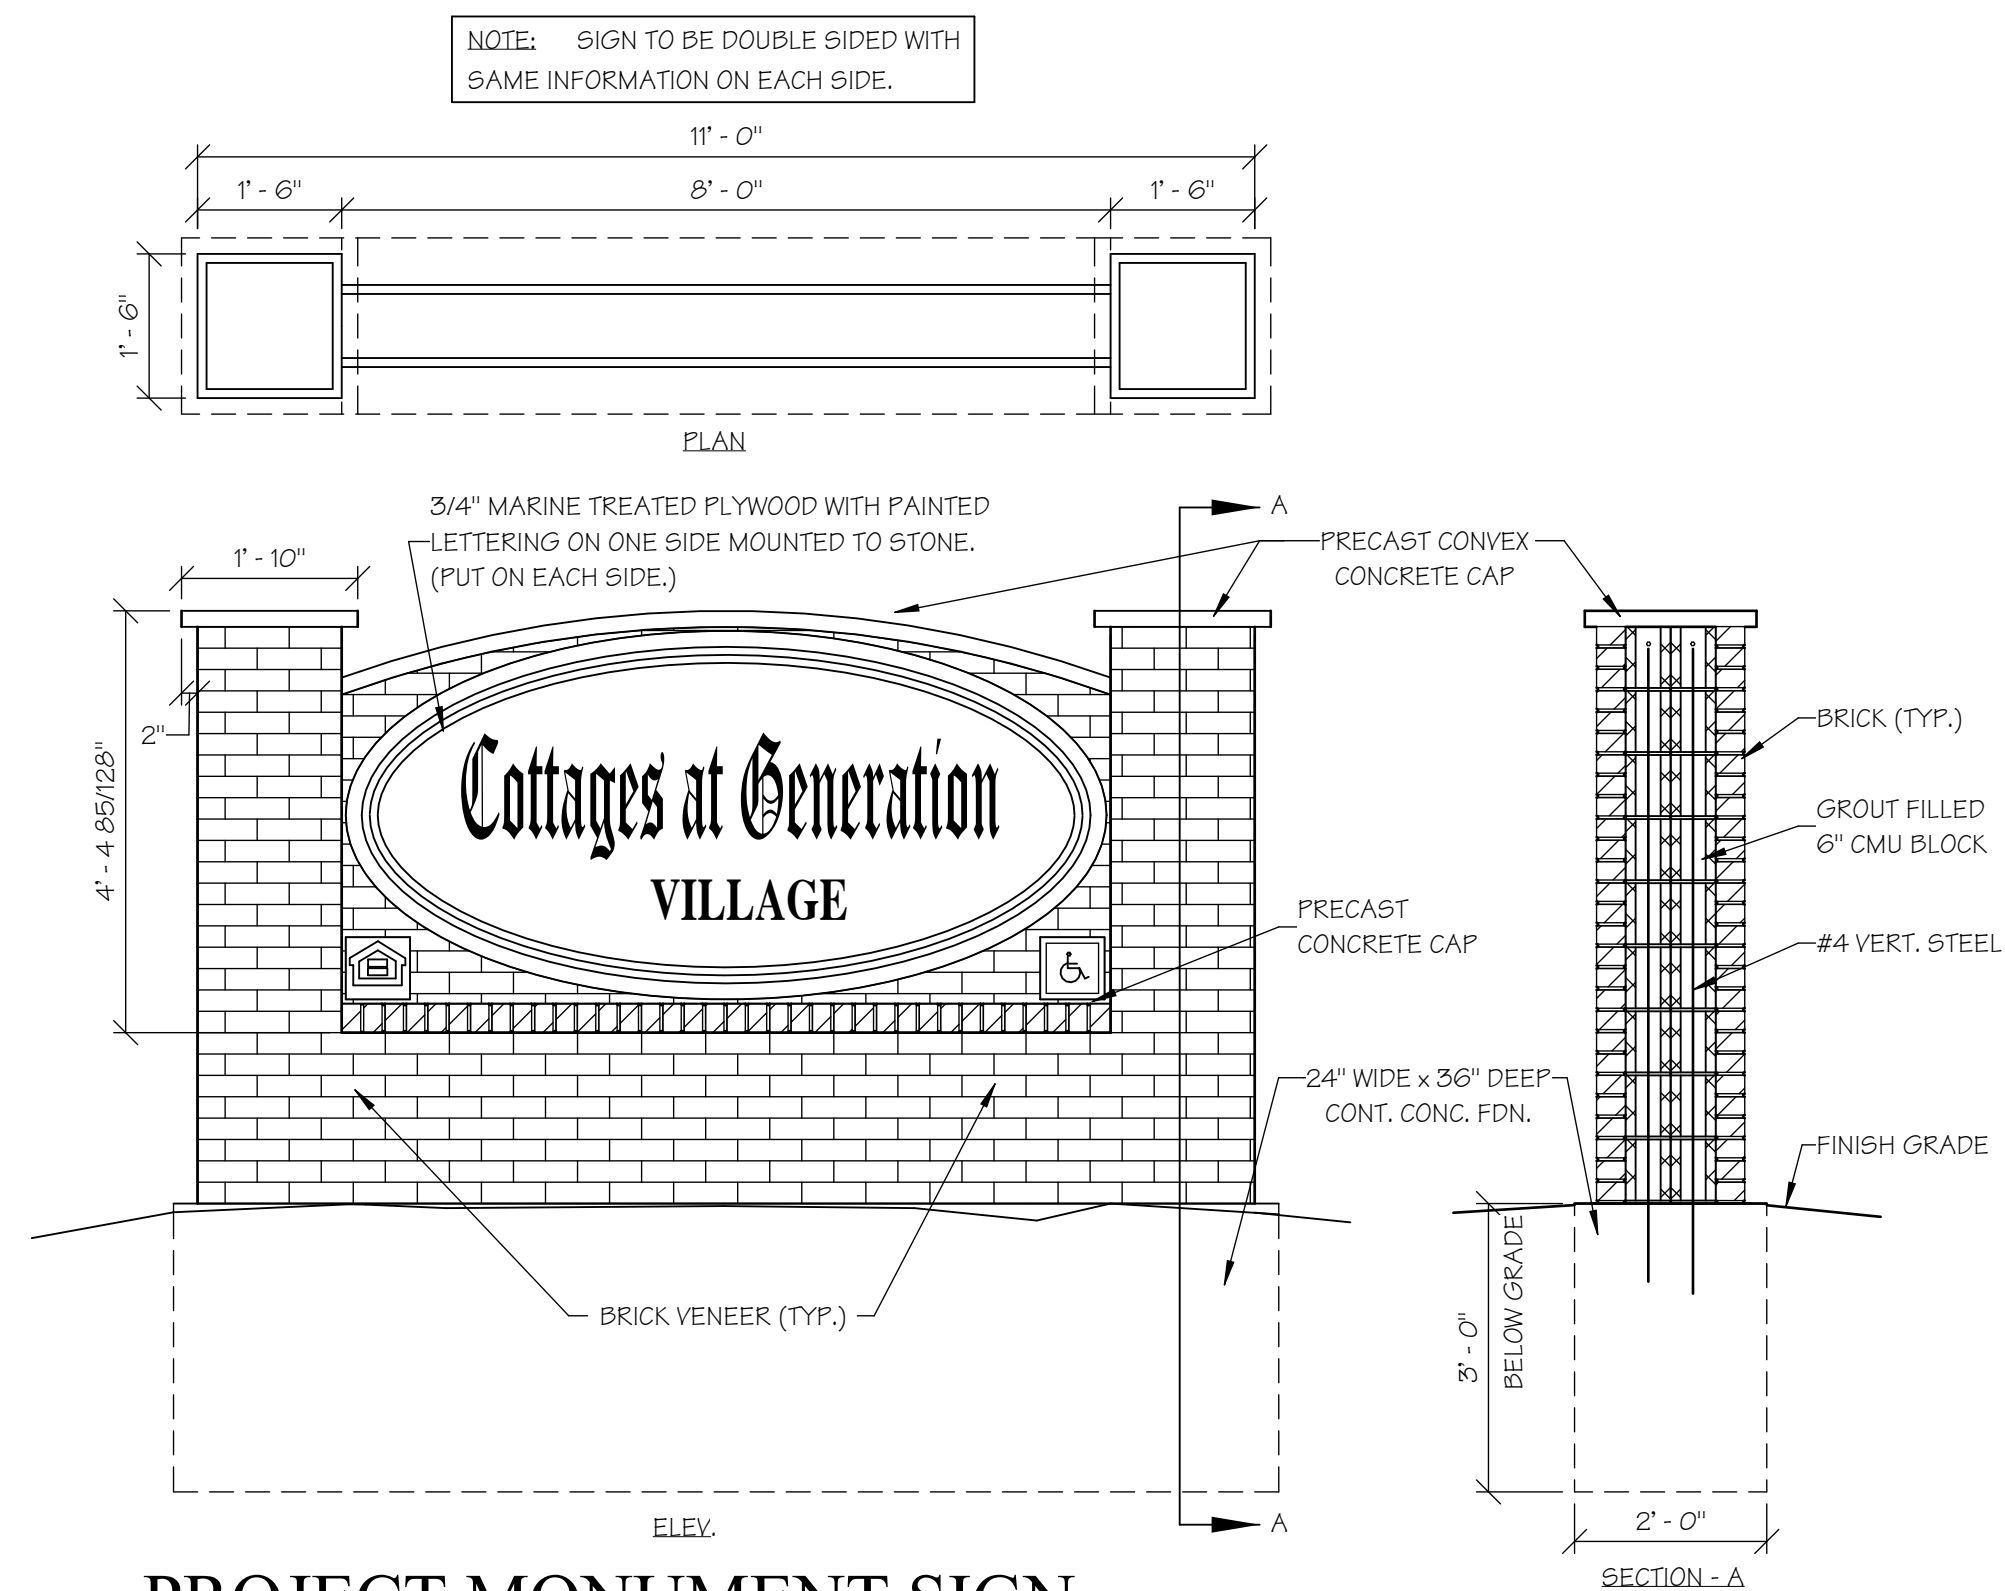 NOTE: SIGN TO BE DOUBLE SIDED WITH
SAME INFORMATION ON EACH SIDE.
11' - 0"
1' - 6"
8' - 0"
1' - 6"
1' - 6"
PLAN
3/4" MARINE TREATED PLYWOOD WITH PAINTED
LETTERING ON ONE SIDE MOUNTED TO STONE.
(PUT ON EACH SIDE.)
A
PRECAST CONVEX
CONCRETE CAP
1' - 10"
2"
4' - 4 85/128"
Cottages at Generation
VILLAGE
BRICK (TYP.)
GROUT FILLED
6" CMU BLOCK
PRECAST
CONCRETE CAP
#4 VERT. STEEL
24" WIDE x 36" DEEP
CONT. CONC. FDN.
FINISH GRADE
BRICK VENEER (TYP.)
3' - 0"
BELOW GRADE
ELEV.
A
2' - 0"
SECTION - A
PROJECT MONUMENT SIGN